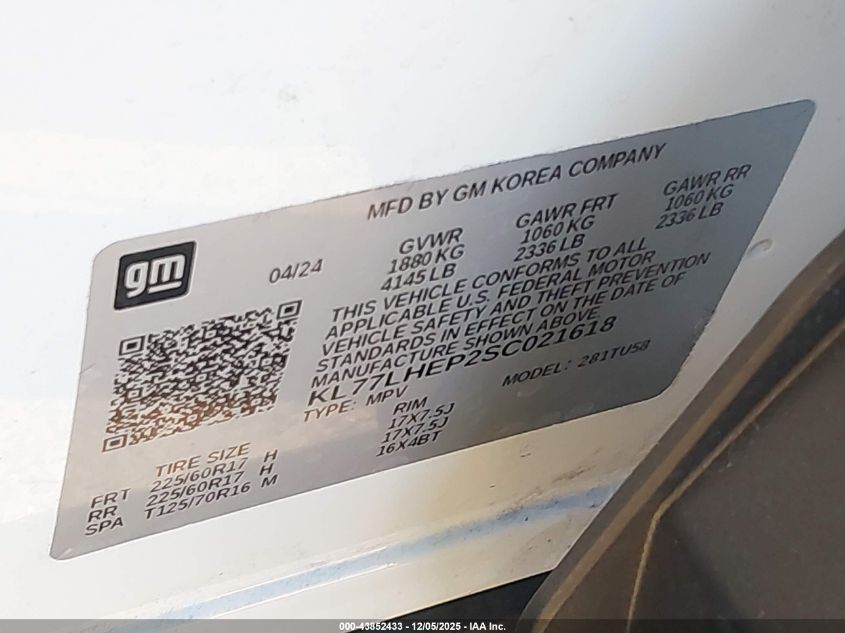 MFD BY GM KOREA COMPANY
gm
04/24
GVWR GAWR FRT GAWR RR
1880 KG 1060 KG 1060 KG
4145 LB 2336 LB 2336 LB
THIS VEHICLE CONFORMS TO ALL
APPLICABLE U.S. FEDERAL MOTOR
VEHICLE SAFETY AND THEFT PREVENTION
STANDARDS IN EFFECT ON THE DATE OF
MANUFACTURE SHOWN ABOVE.
KL77LHEP2SC021618
TYPE: MPV MODEL: 281TU58
TIRE SIZE RIM
FRT 225/60R17 H 17X7.5J
RR 225/60R17 H 17X7.5J
SPA T125/70R16 M 16X4BT
000-43852433 - 12/05/2025 - IAA Inc.